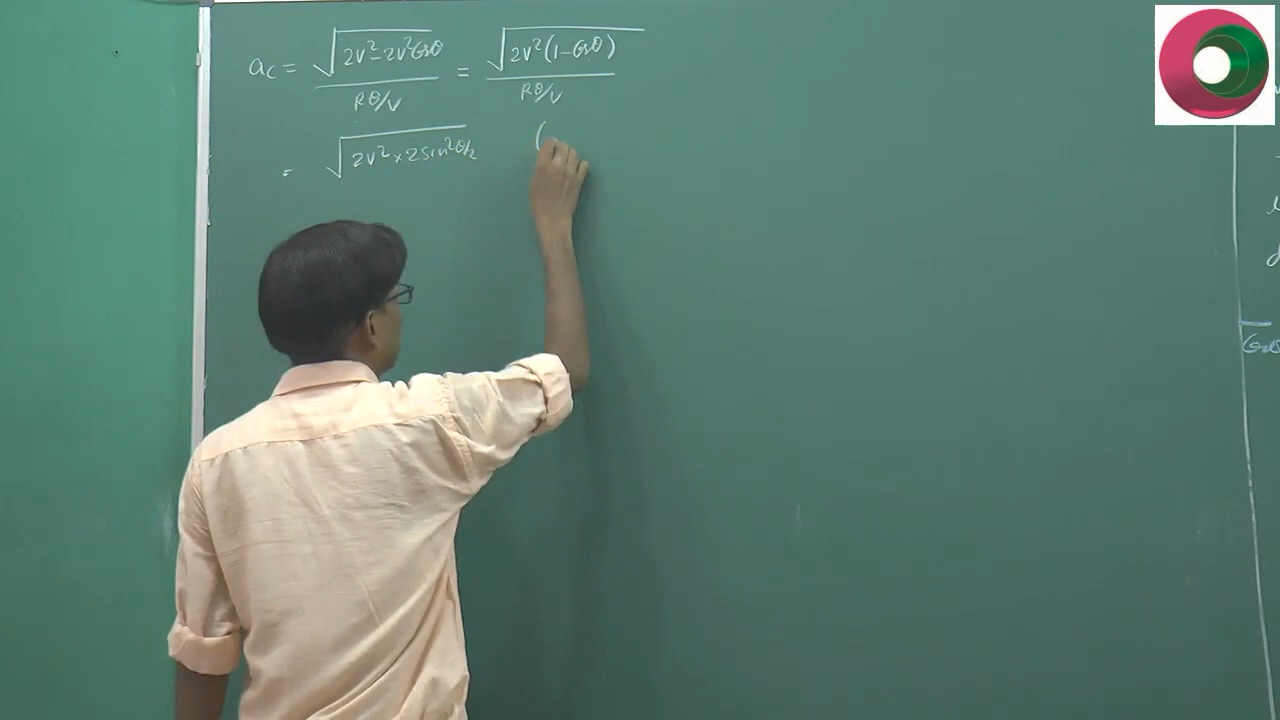 a_c = √(2v²-2v²Cosθ) / (Rθ/v) = √(2v²(1-Cosθ)) / (Rθ/v)
= √(2v²×2Sin²θ/2) (